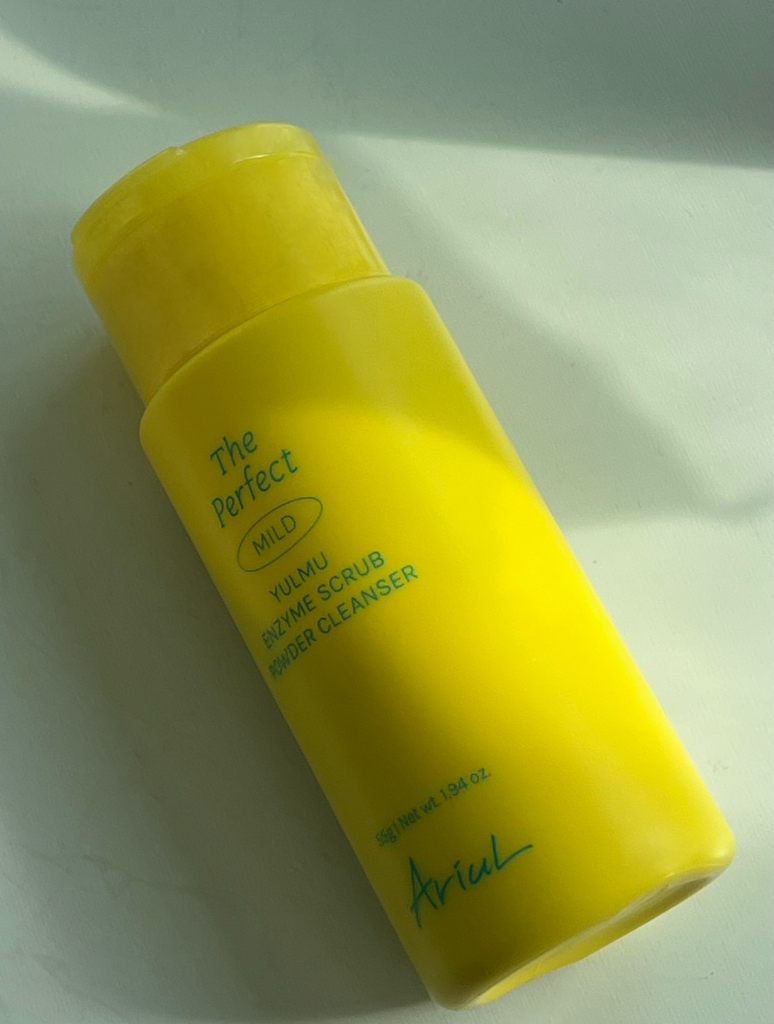 The
Perfect
MILD
YULMU
ENZYME SCRUB
POWDER CLEANSER
55g | Net wt. 1.94 oz.
Ariul